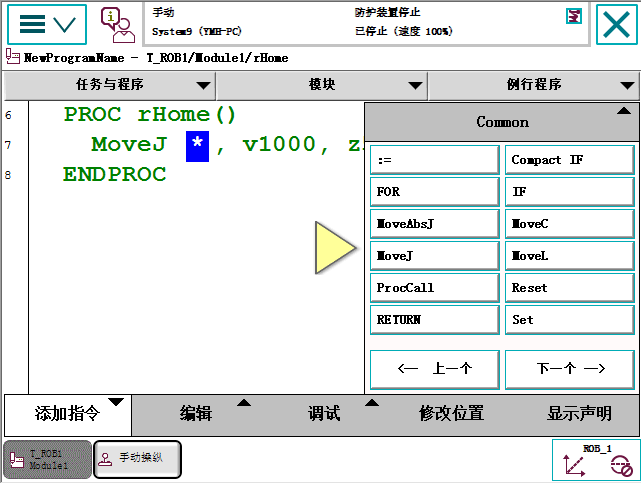 手动
防护装置停止
System9 (YMH-PC)
已停止 (速度 100%)
NewProgramName - T_ROB1/Module1/rHome
任务与程序
模块
例行程序
6 PROC rHome()
7 MoveJ *, v1000, z
8 ENDPROC
Common
:= Compact IF
FOR IF
MoveAbsJ MoveC
MoveJ MoveL
ProcCall Reset
RETURN Set
<— 上一个 下一个 —>
添加指令 编辑 调试 修改位置 显示声明
T_ROB1
Module1
手动操纵
ROB_1